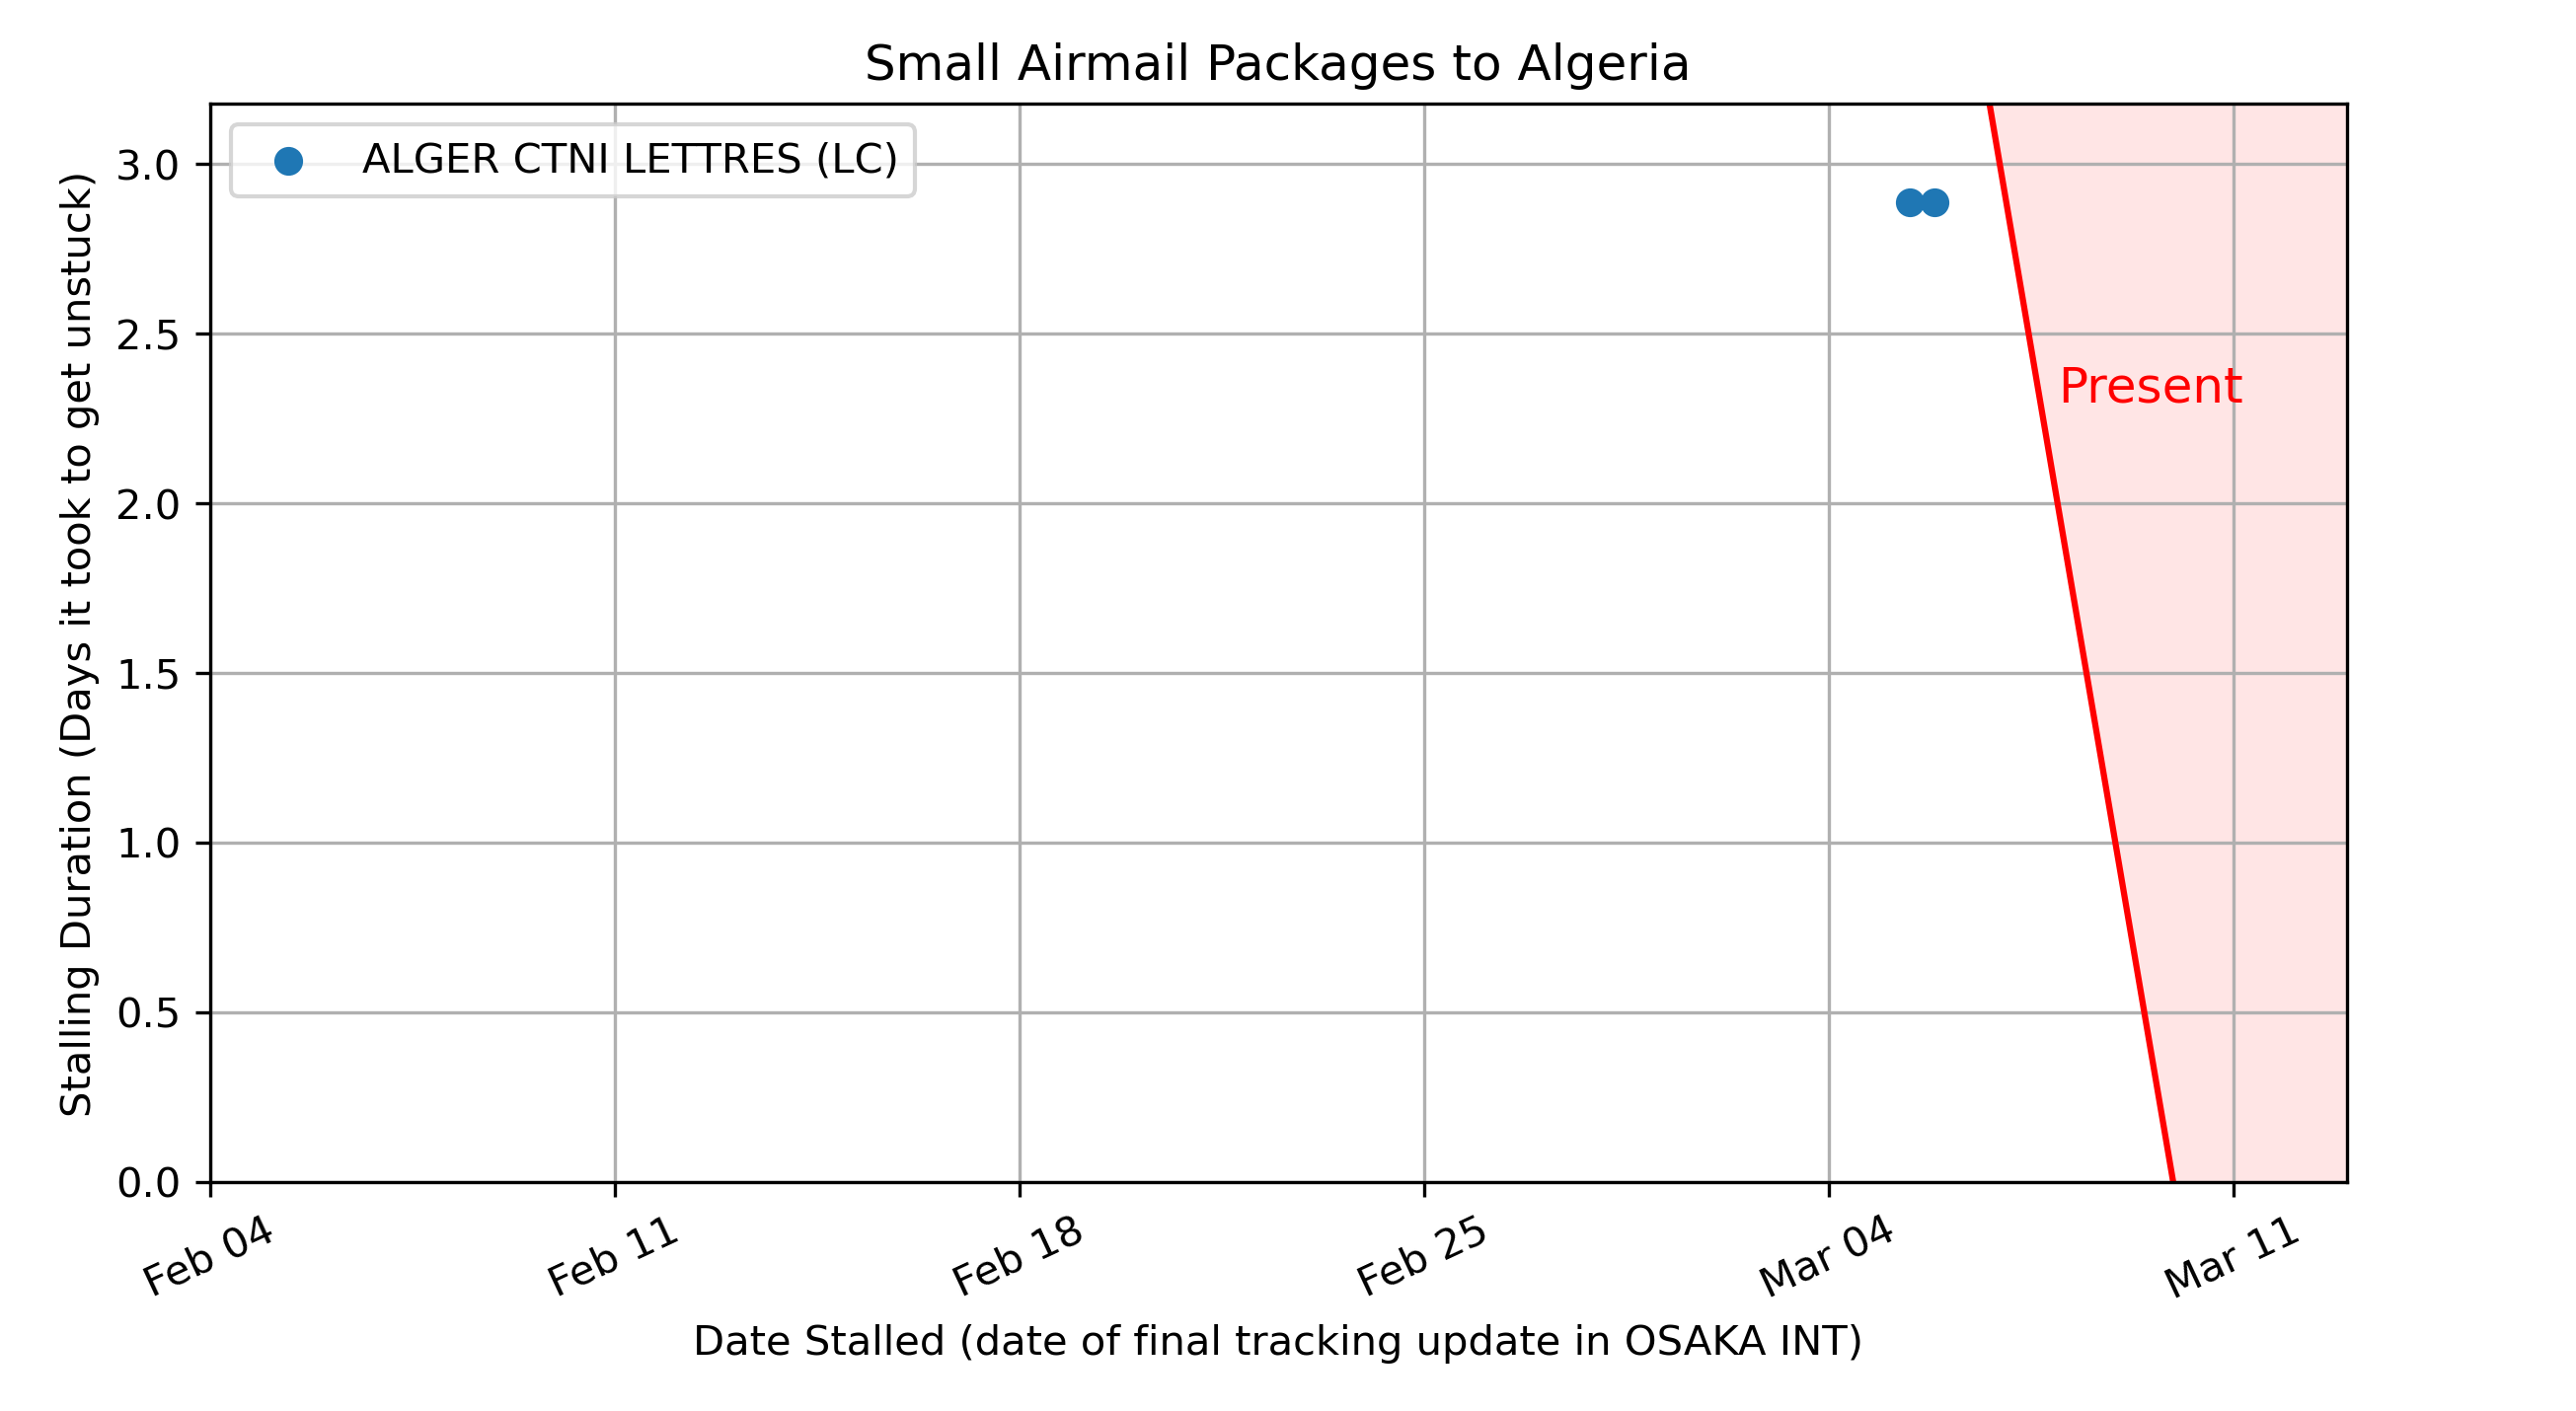 Small Airmail Packages to Algeria
ALGER CTNI LETTRES (LC)
Present
Stalling Duration (Days it took to get unstuck)
3.0
2.5
2.0
1.5
1.0
0.5
0.0
Feb 04
Feb 11
Feb 18
Feb 25
Mar 04
Mar 11
Date Stalled (date of final tracking update in OSAKA INT)